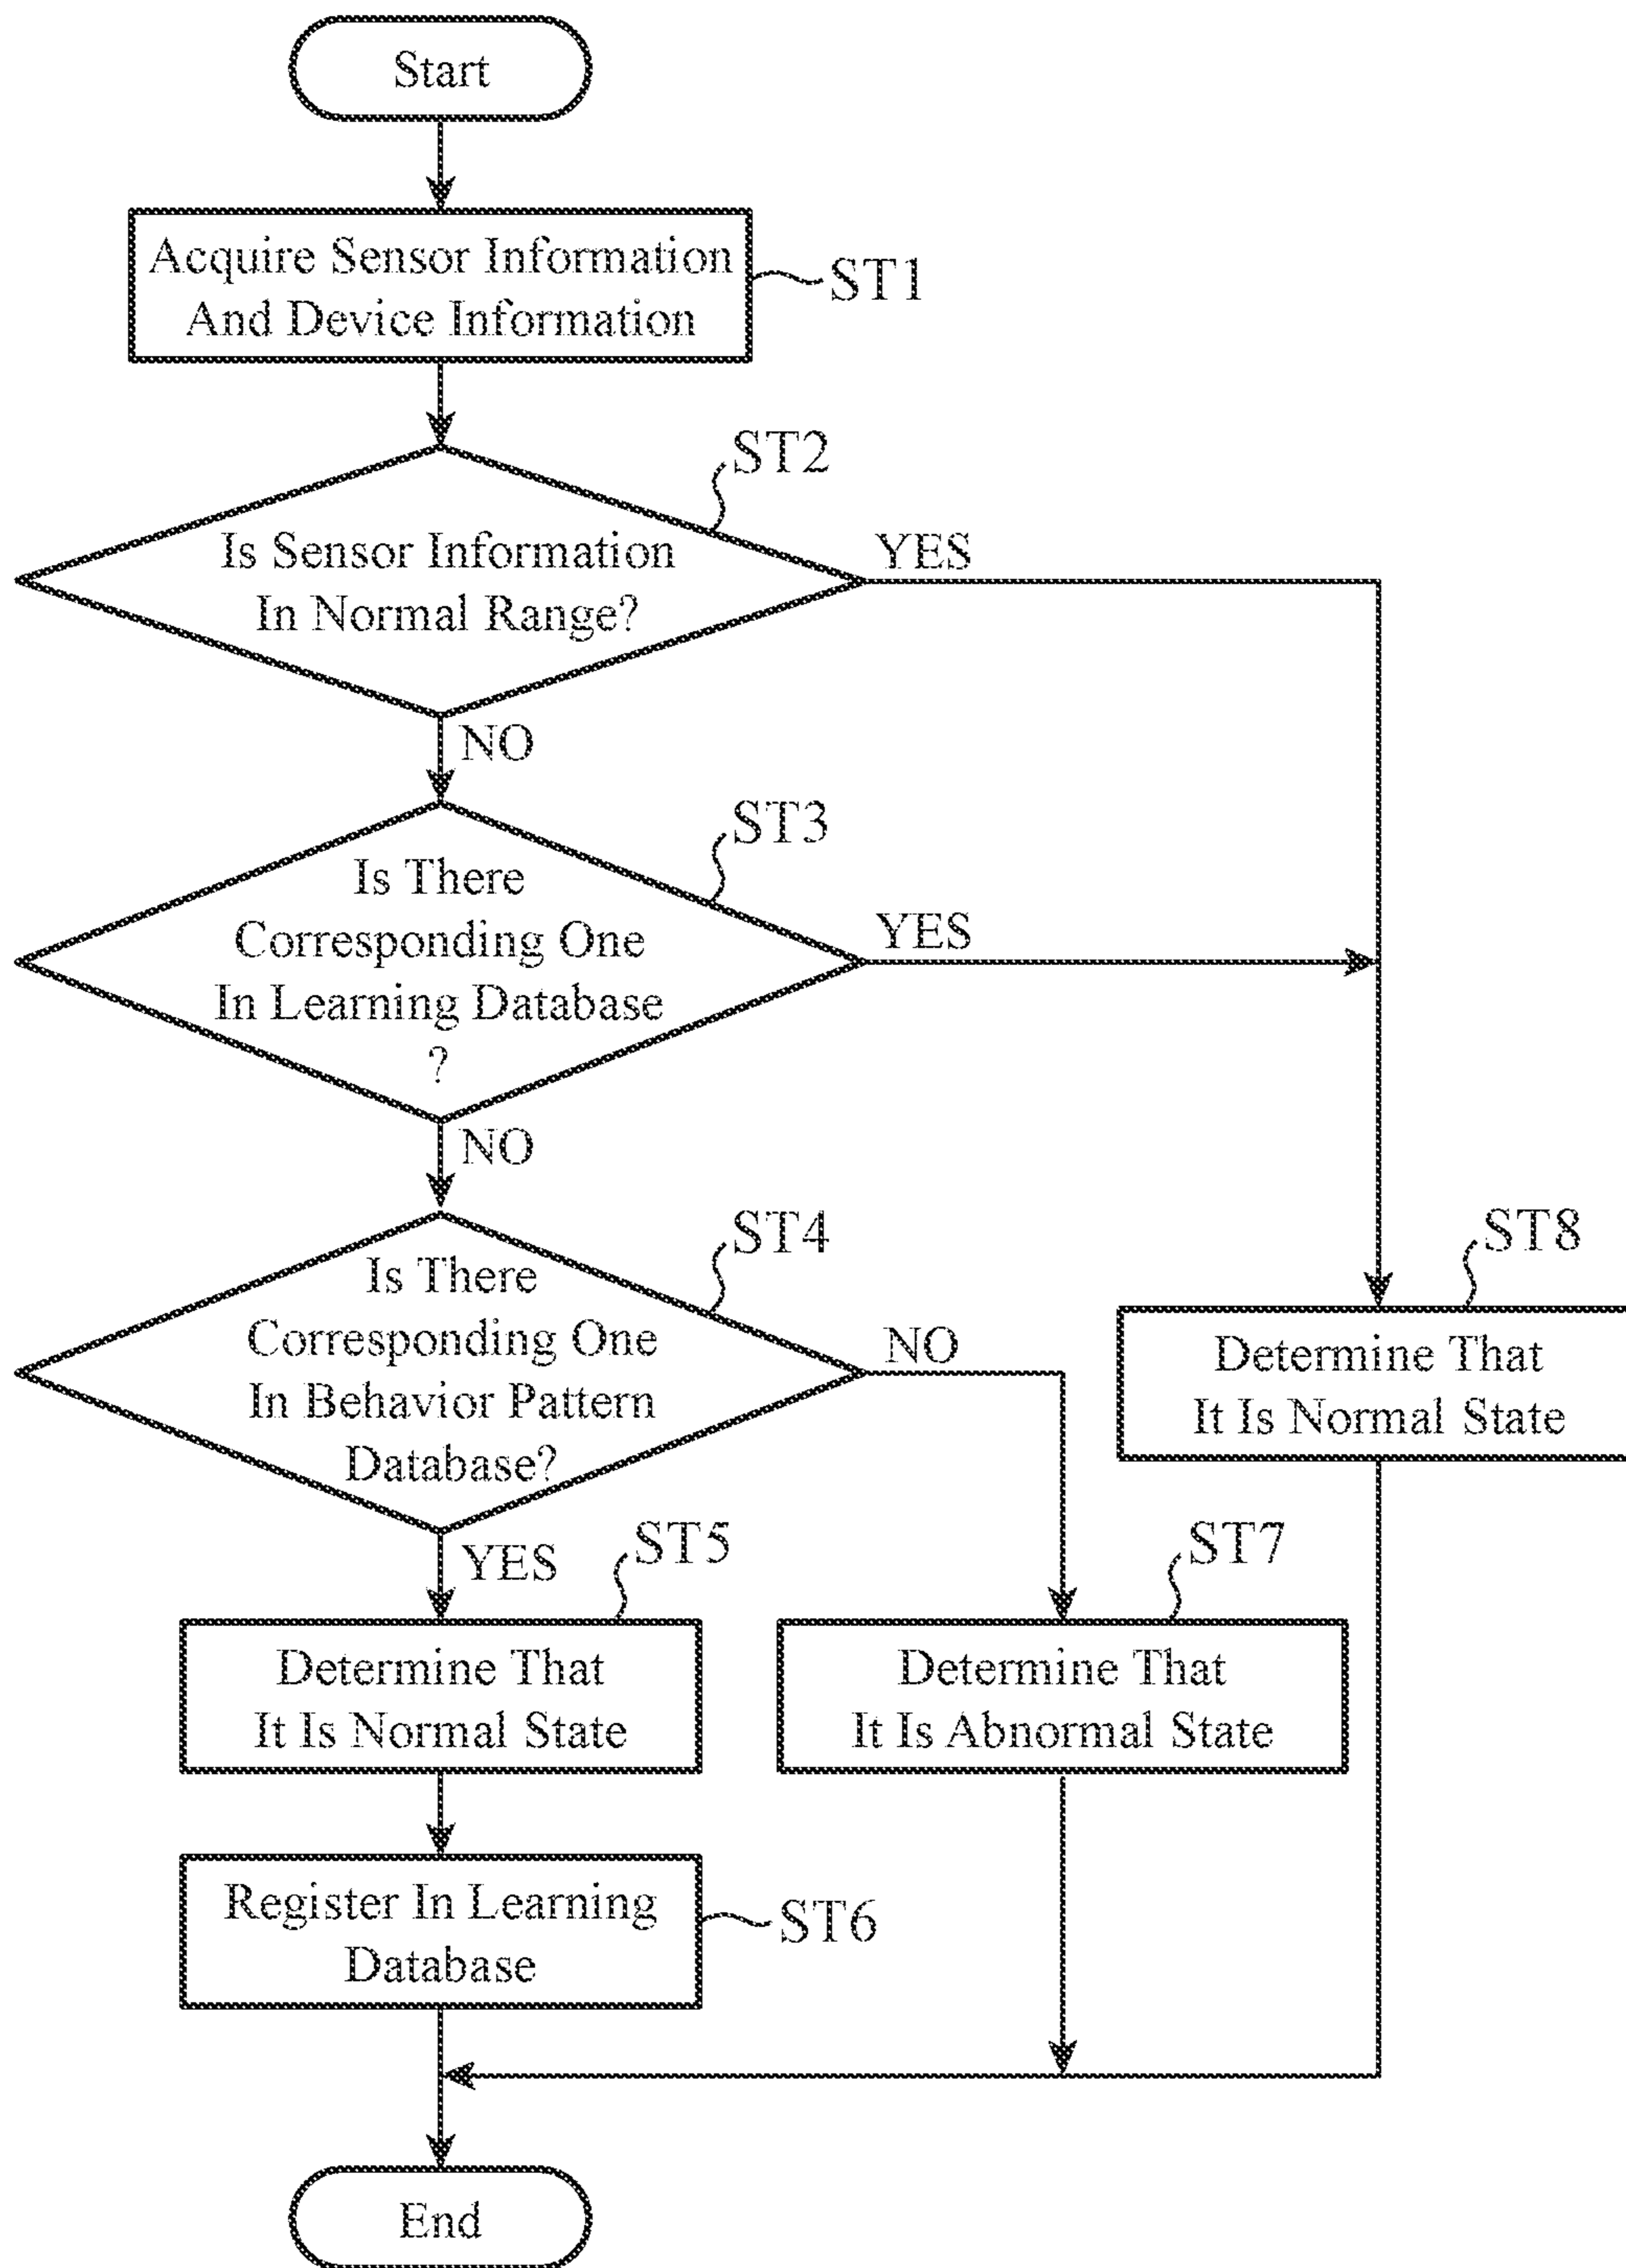 Start
Acquire Sensor Information
And Device Information
ST1
ST2
Is Sensor Information
In Normal Range?
YES
NO
ST3
Is There
Corresponding One
In Learning Database
?
YES
NO
ST4
Is There
Corresponding One
In Behavior Pattern
Database?
NO
YES
ST8
Determine That
It Is Normal State
ST5
Determine That
It Is Normal State
ST7
Determine That
It Is Abnormal State
Register In Learning
Database
ST6
End